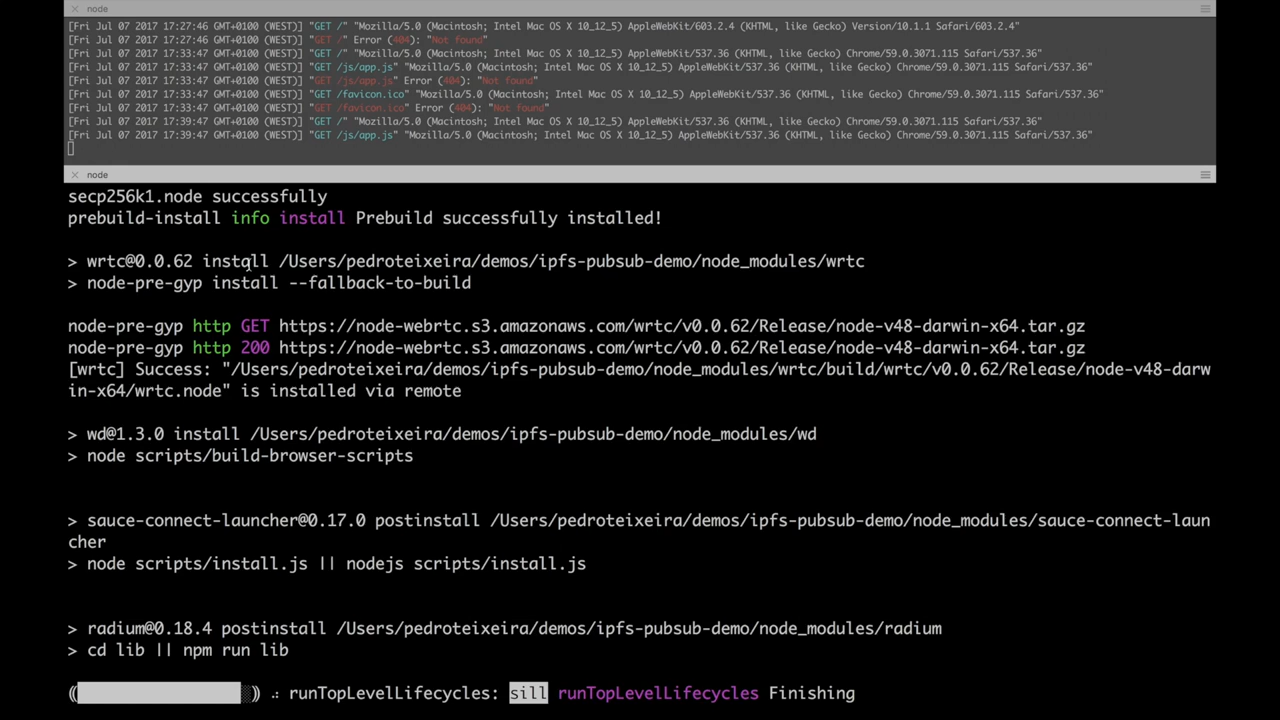 node
[Fri Jul 07 2017 17:27:46 GMT+0100 (WEST)] "GET /" "Mozilla/5.0 (Macintosh; Intel Mac OS X 10_12_5) AppleWebKit/603.2.4 (KHTML, like Gecko) Version/10.1.1 Safari/603.2.4"
[Fri Jul 07 2017 17:27:46 GMT+0100 (WEST)] "GET /" Error (404): "Not found"
[Fri Jul 07 2017 17:33:47 GMT+0100 (WEST)] "GET /" "Mozilla/5.0 (Macintosh; Intel Mac OS X 10_12_5) AppleWebKit/537.36 (KHTML, like Gecko) Chrome/59.0.3071.115 Safari/537.36"
[Fri Jul 07 2017 17:33:47 GMT+0100 (WEST)] "GET /js/app.js" "Mozilla/5.0 (Macintosh; Intel Mac OS X 10_12_5) AppleWebKit/537.36 (KHTML, like Gecko) Chrome/59.0.3071.115 Safari/537.36"
[Fri Jul 07 2017 17:33:47 GMT+0100 (WEST)] "GET /js/app.js" Error (404): "Not found"
[Fri Jul 07 2017 17:33:47 GMT+0100 (WEST)] "GET /favicon.ico" "Mozilla/5.0 (Macintosh; Intel Mac OS X 10_12_5) AppleWebKit/537.36 (KHTML, like Gecko) Chrome/59.0.3071.115 Safari/537.36"
[Fri Jul 07 2017 17:33:47 GMT+0100 (WEST)] "GET /favicon.ico" Error (404): "Not found"
[Fri Jul 07 2017 17:39:47 GMT+0100 (WEST)] "GET /" "Mozilla/5.0 (Macintosh; Intel Mac OS X 10_12_5) AppleWebKit/537.36 (KHTML, like Gecko) Chrome/59.0.3071.115 Safari/537.36"
[Fri Jul 07 2017 17:39:47 GMT+0100 (WEST)] "GET /js/app.js" "Mozilla/5.0 (Macintosh; Intel Mac OS X 10_12_5) AppleWebKit/537.36 (KHTML, like Gecko) Chrome/59.0.3071.115 Safari/537.36"
node
secp256k1.node successfully
prebuild-install info install Prebuild successfully installed!
> wrtc@0.0.62 install /Users/pedroteixeira/demos/ipfs-pubsub-demo/node_modules/wrtc
> node-pre-gyp install --fallback-to-build
node-pre-gyp http GET https://node-webrtc.s3.amazonaws.com/wrtc/v0.0.62/Release/node-v48-darwin-x64.tar.gz
node-pre-gyp http 200 https://node-webrtc.s3.amazonaws.com/wrtc/v0.0.62/Release/node-v48-darwin-x64.tar.gz
[wrtc] Success: "/Users/pedroteixeira/demos/ipfs-pubsub-demo/node_modules/wrtc/build/wrtc/v0.0.62/Release/node-v48-darw
in-x64/wrtc.node" is installed via remote
> wd@1.3.0 install /Users/pedroteixeira/demos/ipfs-pubsub-demo/node_modules/wd
> node scripts/build-browser-scripts
> sauce-connect-launcher@0.17.0 postinstall /Users/pedroteixeira/demos/ipfs-pubsub-demo/node_modules/sauce-connect-laun
cher
> node scripts/install.js || nodejs scripts/install.js
> radium@0.18.4 postinstall /Users/pedroteixeira/demos/ipfs-pubsub-demo/node_modules/radium
> cd lib || npm run lib
runTopLevelLifecycles: sill runTopLevelLifecycles Finishing